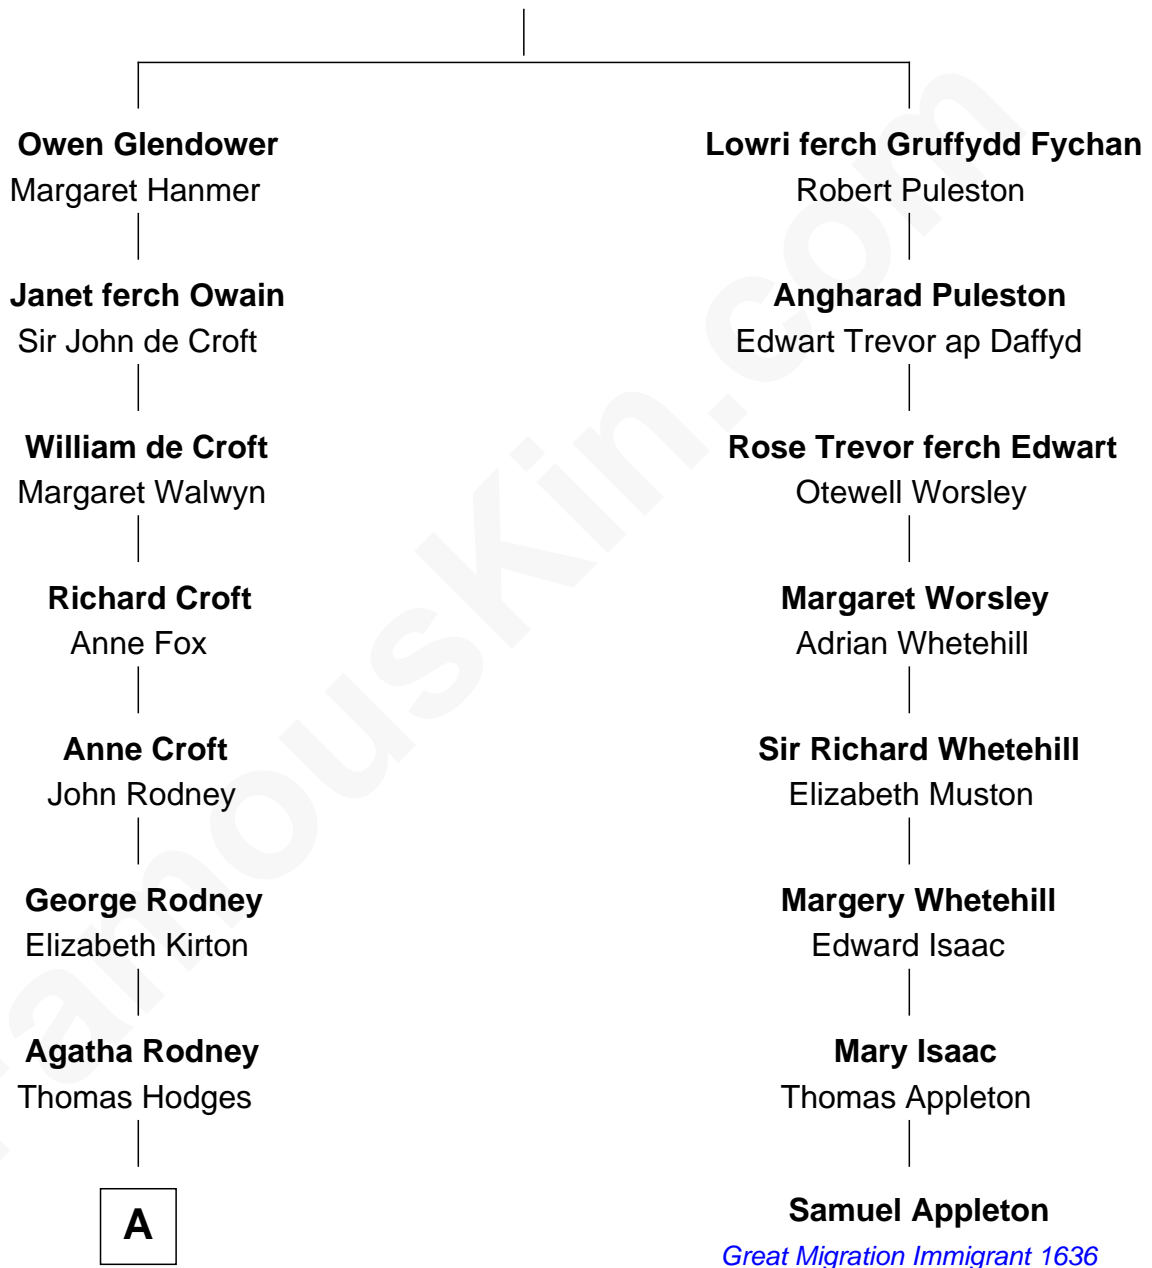 Owen Glendower
Margaret Hanmer
Janet ferch Owain
Sir John de Croft
William de Croft
Margaret Walwyn
Richard Croft
Anne Fox
Anne Croft
John Rodney
George Rodney
Elizabeth Kirton
Agatha Rodney
Thomas Hodges
A
Lowri ferch Gruffydd Fychan
Robert Puleston
Angharad Puleston
Edwart Trevor ap Daffyd
Rose Trevor ferch Edwart
Otewell Worsley
Margaret Worsley
Adrian Whetehill
Sir Richard Whetehill
Elizabeth Muston
Margery Whetehill
Edward Isaac
Mary Isaac
Thomas Appleton
Samuel Appleton
Great Migration Immigrant 1636
FamousKin.com